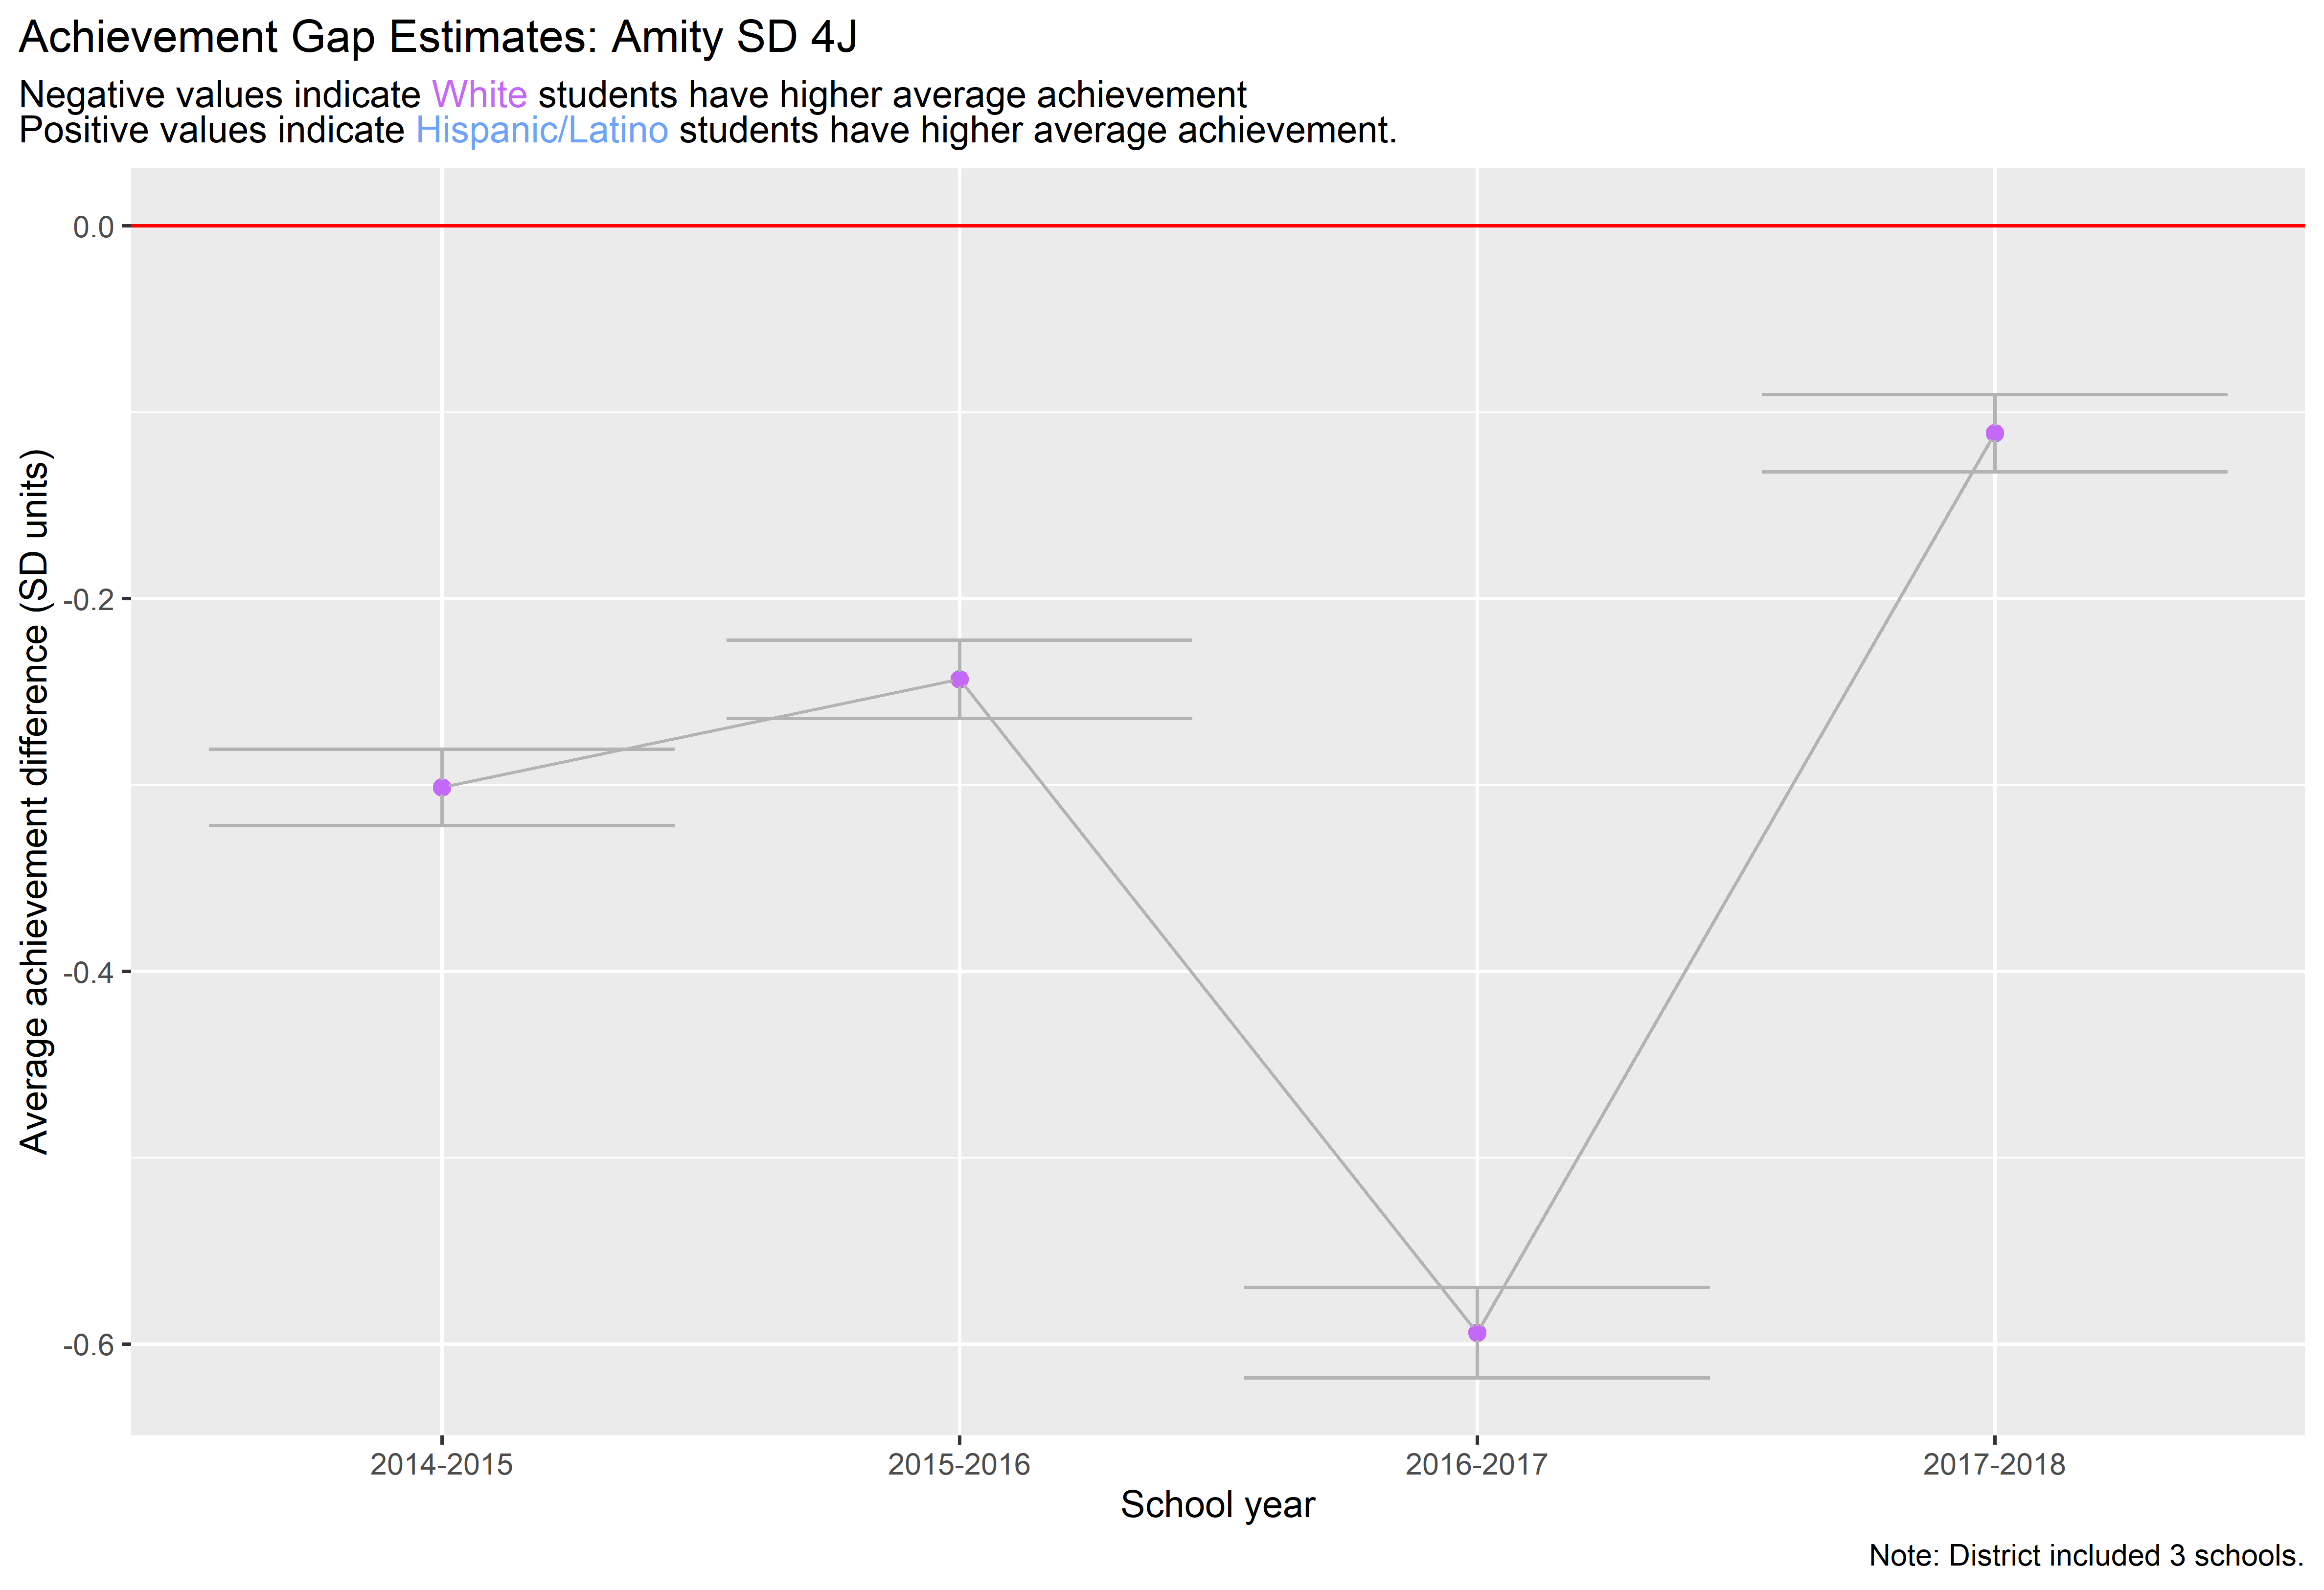 Achievement Gap Estimates: Amity SD 4J
Negative values indicate White students have higher average achievement
Positive values indicate Hispanic/Latino students have higher average achievement.
Average achievement difference (SD units)
0.0
-0.2
-0.4
-0.6
2014-2015
2015-2016
2016-2017
2017-2018
School year
Note: District included 3 schools.